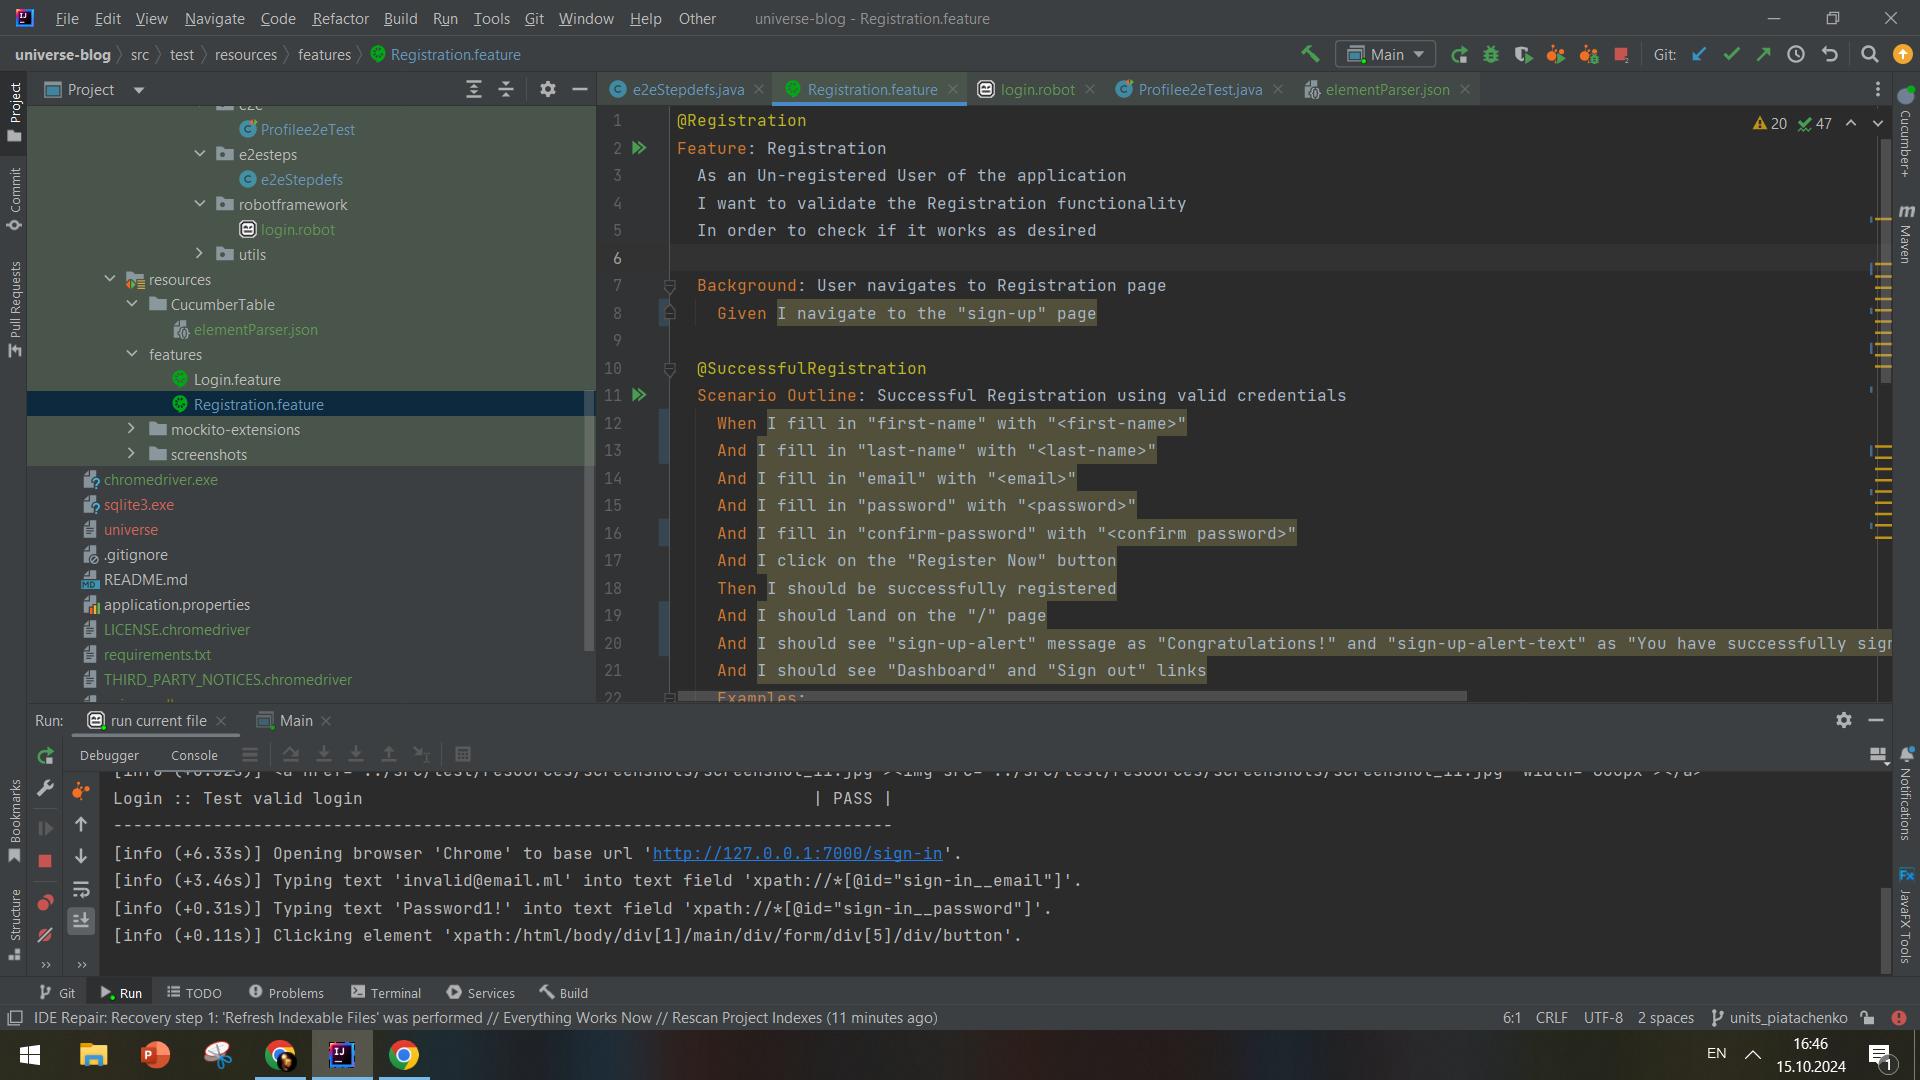 File Edit View Navigate Code Refactor Build Run Tools Git Window Help Other universe-blog - Registration.feature
universe-blog src test resources features Registration.feature Main Git:
Project
e2eStepdefs.java Registration.feature login.robot Profilee2eTest.java elementParser.json
Project
Commit
Pull Requests
Bookmarks
Structure
Profilee2eTest
e2esteps
e2eStepdefs
robotframework
login.robot
utils
resources
CucumberTable
elementParser.json
features
Login.feature
Registration.feature
mockito-extensions
screenshots
chromedriver.exe
sqlite3.exe
universe
.gitignore
README.md
application.properties
LICENSE.chromedriver
requirements.txt
THIRD_PARTY_NOTICES.chromedriver
20 47
1 @Registration
2 Feature: Registration
3 As an Un-registered User of the application
4 I want to validate the Registration functionality
5 In order to check if it works as desired
6
7 Background: User navigates to Registration page
8 Given I navigate to the "sign-up" page
9
10 @SuccessfulRegistration
11 Scenario Outline: Successful Registration using valid credentials
12 When I fill in "first-name" with "<first-name>"
13 And I fill in "last-name" with "<last-name>"
14 And I fill in "email" with "<email>"
15 And I fill in "password" with "<password>"
16 And I fill in "confirm-password" with "<confirm password>"
17 And I click on the "Register Now" button
18 Then I should be successfully registered
19 And I should land on the "/" page
20 And I should see "sign-up-alert" message as "Congratulations!" and "sign-up-alert-text" as "You have successfully sign
21 And I should see "Dashboard" and "Sign out" links
22 Examples:
Cucumber+
Maven
Notifications
JavaFX Tools
Run: run current file Main
Debugger Console
Login :: Test valid login | PASS |
------------------------------------------------------------------------------
[info (+6.33s)] Opening browser 'Chrome' to base url 'http://127.0.0.1:7000/sign-in'.
[info (+3.46s)] Typing text 'invalid@email.ml' into text field 'xpath://*[@id="sign-in__email"]'.
[info (+0.31s)] Typing text 'Password1!' into text field 'xpath://*[@id="sign-in__password"]'.
[info (+0.11s)] Clicking element 'xpath:/html/body/div[1]/main/div/form/div[5]/div/button'.
Git Run TODO Problems Terminal Services Build
IDE Repair: Recovery step 1: 'Refresh Indexable Files' was performed // Everything Works Now // Rescan Project Indexes (11 minutes ago) 6:1 CRLF UTF-8 2 spaces units_piatachenko
EN 16:46
15.10.2024 1